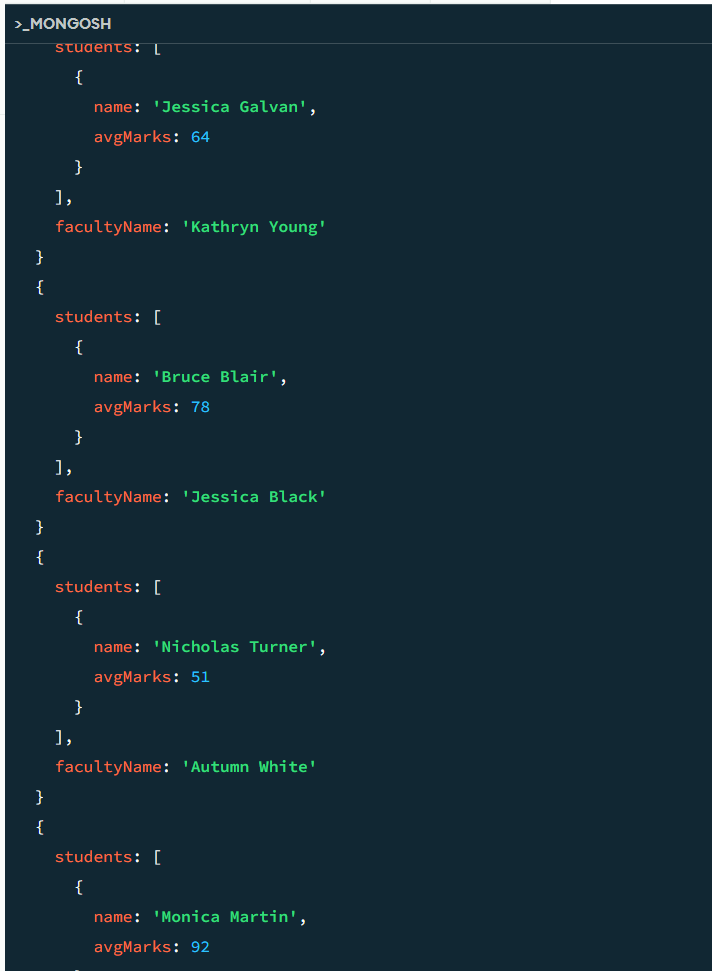 >_MONGOSH
students: [
{
name: 'Jessica Galvan',
avgMarks: 64
}
],
facultyName: 'Kathryn Young'
}
{
students: [
{
name: 'Bruce Blair',
avgMarks: 78
}
],
facultyName: 'Jessica Black'
}
{
students: [
{
name: 'Nicholas Turner',
avgMarks: 51
}
],
facultyName: 'Autumn White'
}
{
students: [
{
name: 'Monica Martin',
avgMarks: 92